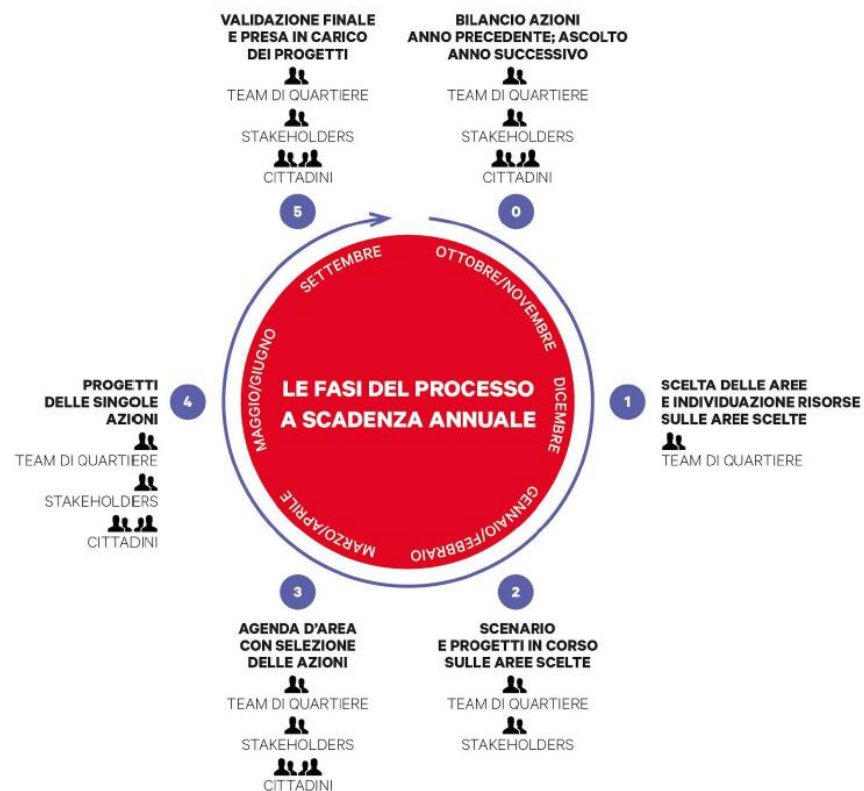 VALIDAZIONE FINALE
E PRESA IN CARICO
DEI PROGETTI
TEAM DI QUARTIERE
STAKEHOLDERS
CITTADINI
5
BILANCIO AZIONI
ANNO PRECEDENTE; ASCOLTO
ANNO SUCCESSIVO
TEAM DI QUARTIERE
STAKEHOLDERS
CITTADINI
0
SETTEMBRE
OTTOBRE/NOVEMBRE
DICEMBRE
GENNAIO/FEBBRAIO
MARZO/APRILE
MAGGIO/GIUGNO
LE FASI DEL PROCESSO
A SCADENZA ANNUALE
PROGETTI
DELLE SINGOLE
AZIONI
4
TEAM DI QUARTIERE
STAKEHOLDERS
CITTADINI
1
SCELTA DELLE AREE
E INDIVIDUAZIONE RISORSE
SULLE AREE SCELTE
TEAM DI QUARTIERE
3
AGENDA D'AREA
CON SELEZIONE
DELLE AZIONI
TEAM DI QUARTIERE
STAKEHOLDERS
CITTADINI
2
SCENARIO
E PROGETTI IN CORSO
SULLE AREE SCELTE
TEAM DI QUARTIERE
STAKEHOLDERS